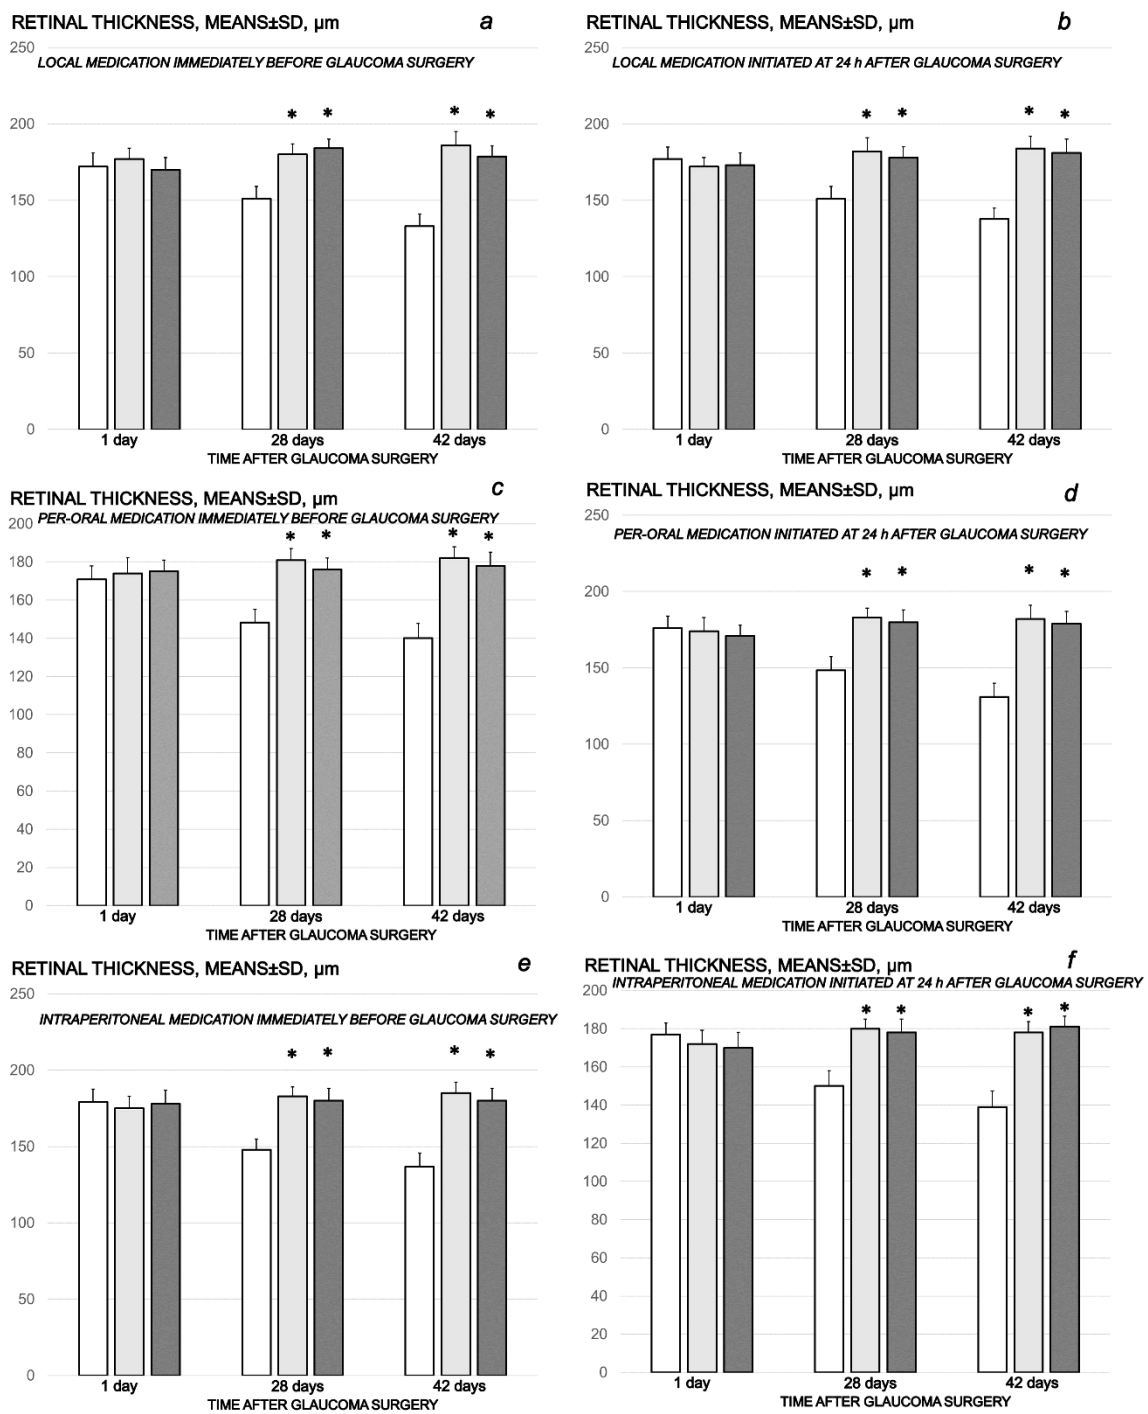 RETINAL THICKNESS, MEANS±SD, µm
a
250
LOCAL MEDICATION IMMEDIATELY BEFORE GLAUCOMA SURGERY
* * * *
200
150
100
50
0
1 day 28 days 42 days
TIME AFTER GLAUCOMA SURGERY
RETINAL THICKNESS, MEANS±SD, µm
b
250
LOCAL MEDICATION INITIATED AT 24 h AFTER GLAUCOMA SURGERY
* * * *
200
150
100
50
0
1 day 28 days 42 days
TIME AFTER GLAUCOMA SURGERY
RETINAL THICKNESS, MEANS±SD, µm
c
PER-ORAL MEDICATION IMMEDIATELY BEFORE GLAUCOMA SURGERY
200
* * * *
180
160
140
120
100
80
60
40
20
0
1 day 28 days 42 days
TIME AFTER GLAUCOMA SURGERY
RETINAL THICKNESS, MEANS±SD, µm
d
250
PER-ORAL MEDICATION INITIATED AT 24 h AFTER GLAUCOMA SURGERY
* * * *
200
150
100
50
0
1 day 28 days 42 days
TIME AFTER GLAUCOMA SURGERY
RETINAL THICKNESS, MEANS±SD, µm
e
250
INTRAPERITONEAL MEDICATION IMMEDIATELY BEFORE GLAUCOMA SURGERY
* * * *
200
150
100
50
0
1 day 28 days 42 days
TIME AFTER GLAUCOMA SURGERY
RETINAL THICKNESS, MEANS±SD, µm
f
INTRAPERITONEAL MEDICATION INITIATED AT 24 h AFTER GLAUCOMA SURGERY
200
* * * *
180
160
140
120
100
80
60
40
20
0
1 day 28 days 42 days
TIME AFTER GLAUCOMA SURGERY